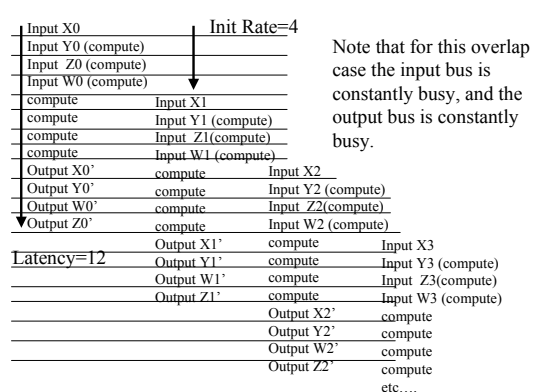 Input X0 Init Rate=4
Input Y0 (compute)
Input Z0 (compute)
Input W0 (compute)
compute Input X1
compute Input Y1 (compute)
compute Input Z1(compute)
compute Input W1 (compute)
Output X0’ compute Input X2
Output Y0’ compute Input Y2 (compute)
Output W0’ compute Input Z2(compute)
Output Z0’ compute Input W2 (compute)
Output X1’ compute Input X3
Latency=12 Output Y1’ compute Input Y3 (compute)
Output W1’ compute Input Z3(compute)
Output Z1’ compute Input W3 (compute)
Output X2’ compute
Output Y2’ compute
Output W2’ compute
Output Z2’ compute
etc....
Note that for this overlap
case the input bus is
constantly busy, and the
output bus is constantly
busy.